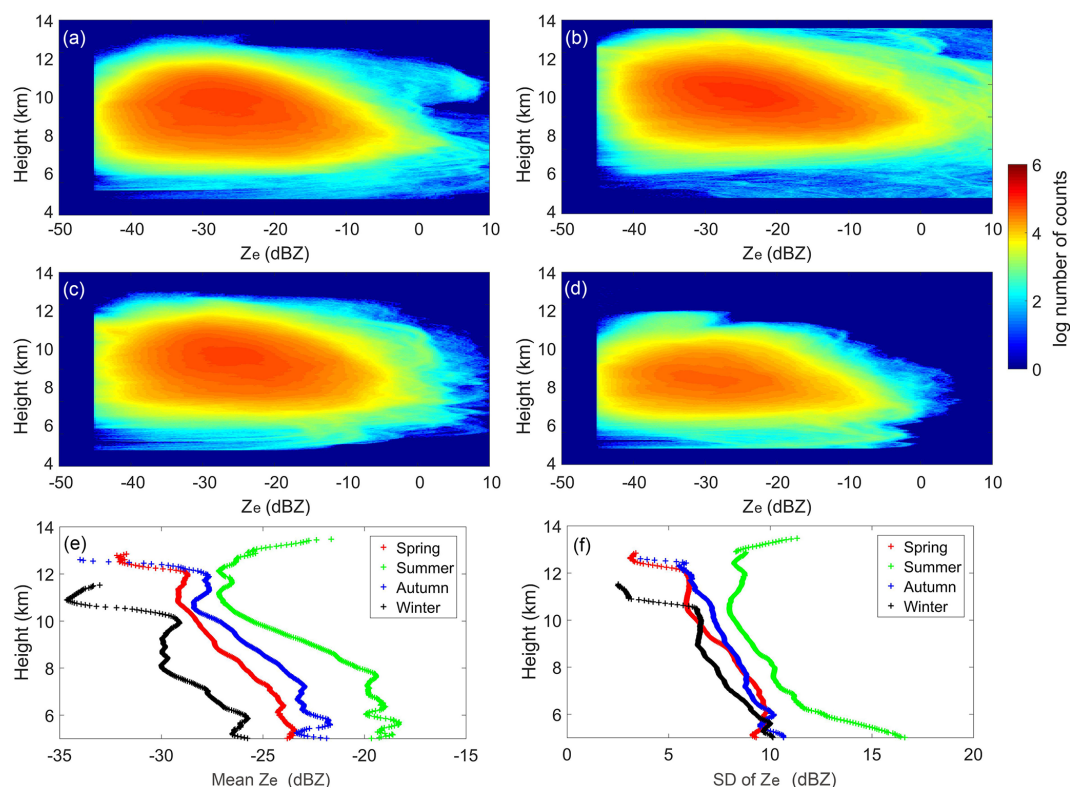 14
12
10
8
6
4
Height (km)
(a)
-50 -40 -30 -20 -10 0 10
Ze (dBZ)
14
12
10
8
6
4
Height (km)
(b)
-50 -40 -30 -20 -10 0 10
Ze (dBZ)
14
12
10
8
6
4
Height (km)
(c)
-50 -40 -30 -20 -10 0 10
Ze (dBZ)
14
12
10
8
6
4
Height (km)
(d)
-50 -40 -30 -20 -10 0 10
Ze (dBZ)
6
4
2
0
log number of counts
14
12
10
8
6
Height (km)
(e)
Spring
Summer
Autumn
Winter
-35 -30 -25 -20 -15
Mean Ze (dBZ)
14
12
10
8
6
Height (km)
(f)
Spring
Summer
Autumn
Winter
0 5 10 15 20
SD of Ze (dBZ)